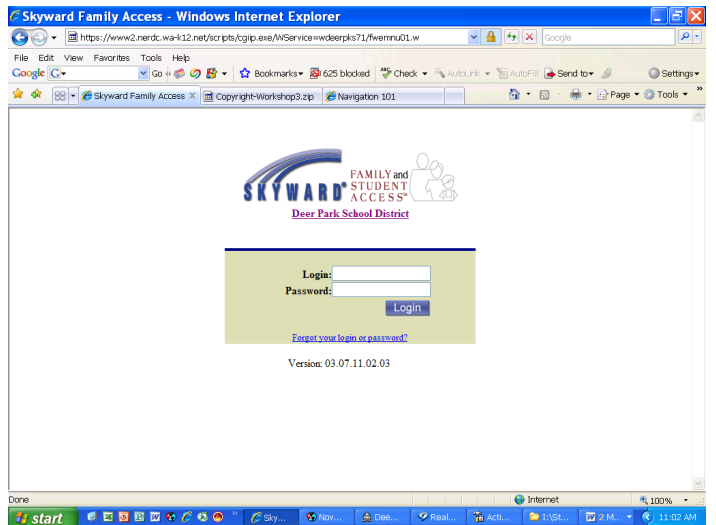 Skyward Family Access - Windows Internet Explorer
https://www2.nerdc.wa-k12.net/scripts/cgiip.exe/WService=wdeerpks71/fwemnu01.w
Google
File Edit View Favorites Tools Help
Google G Go Bookmarks 625 blocked Check AutoLink AutoFill Send to Settings
Skyward Family Access Copyright-Workshop3.zip Navigation 101 Page Tools »
SKYWARD® FAMILY and
STUDENT
ACCESS™
Deer Park School District
Login:
Password:
Login
Forgot your login or password?
Version: 03.07.11.02.03
Done Internet 100%
start Sky... Nov... Dee... Real... Acti... I:\St... 2 M... 11:02 AM